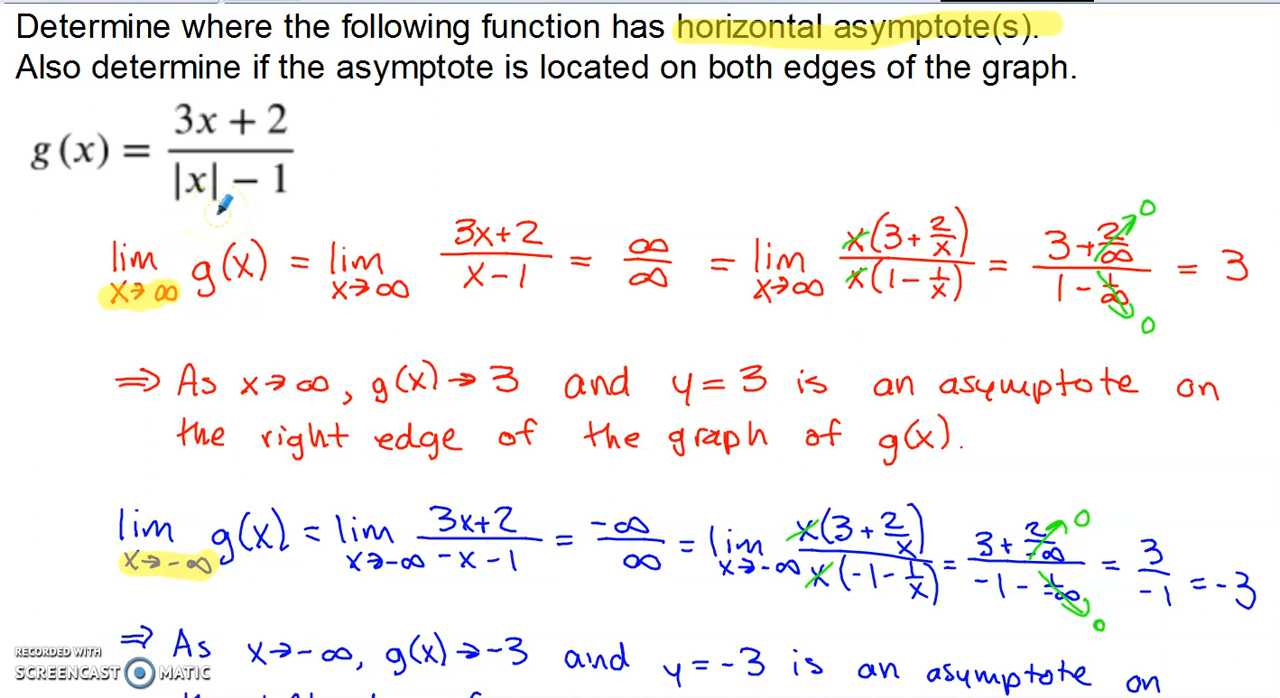 Determine where the following function has horizontal asymptote(s).
Also determine if the asymptote is located on both edges of the graph.
g(x) = (3x + 2)/(|x| − 1)
lim x→∞ g(x) = lim x→∞ (3x+2)/(x−1) = ∞/∞ = lim x→∞ x(3+2/x)/x(1−1/x) = (3+2/∞ 0)/(1−1/∞ 0) = 3
⇒ As x→∞, g(x)→3 and y=3 is an asymptote on
the right edge of the graph of g(x).
lim x→−∞ g(x) = lim x→−∞ (3x+2)/(−x−1) = −∞/∞ = lim x→−∞ x(3+2/x)/x(−1−1/x) = (3+2/−∞ 0)/(−1−1/−∞ 0) = 3/−1 = −3
⇒ As x→−∞, g(x)→−3 and y=−3 is an asymptote on
RECORDED WITH
SCREENCAST MATIC